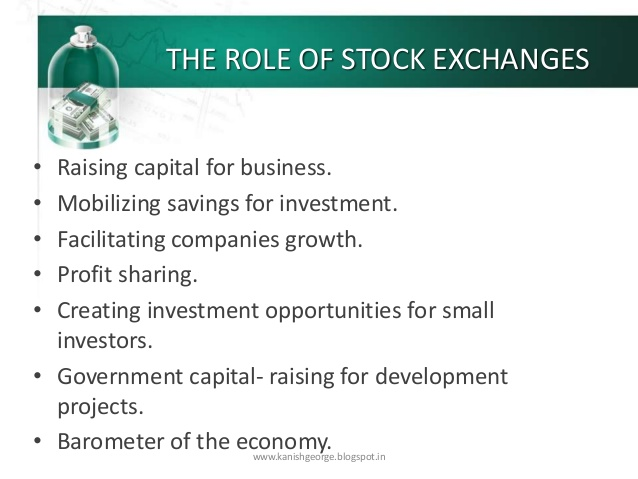 THE ROLE OF STOCK EXCHANGES
• Raising capital for business.
• Mobilizing savings for investment.
• Facilitating companies growth.
• Profit sharing.
• Creating investment opportunities for small
investors.
• Government capital- raising for development
projects.
• Barometer of the economy.
www.kanishgeorge.blogspot.in